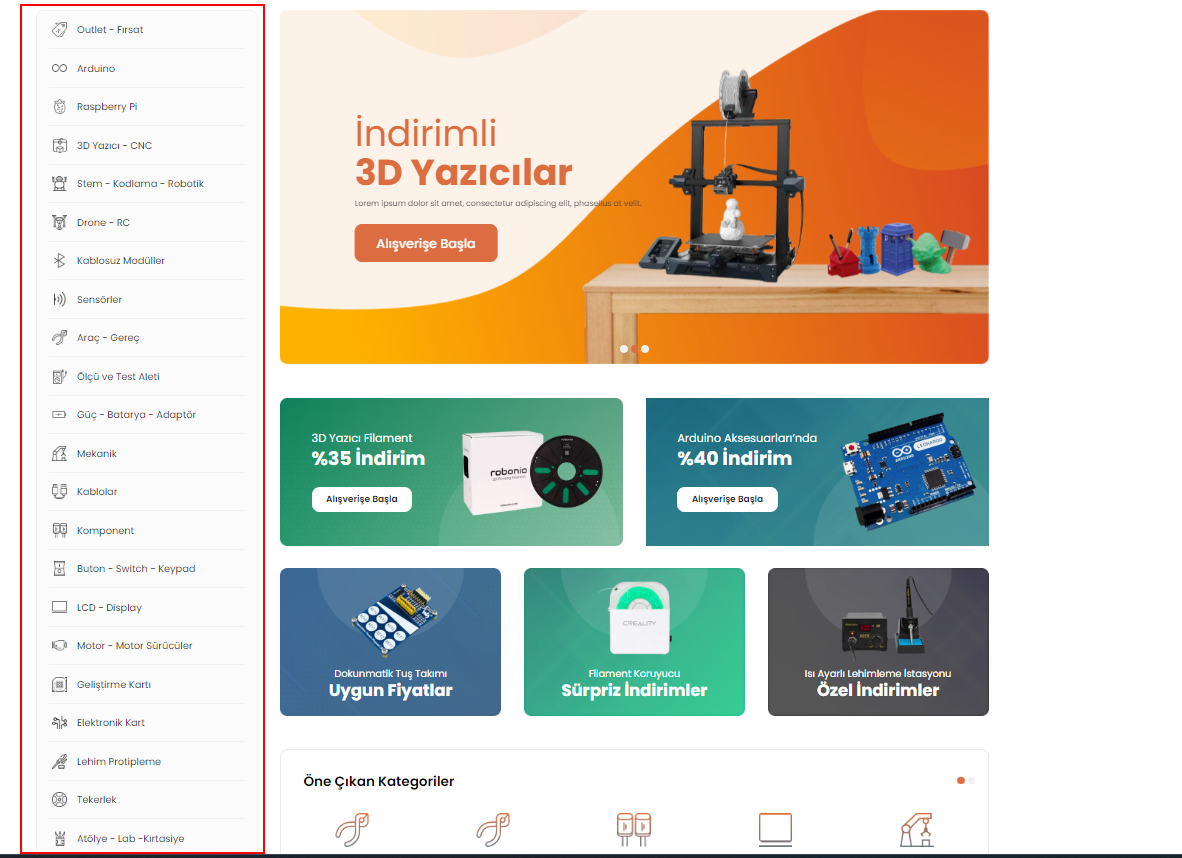 Outlet - Fırsat
Arduino
Raspberry Pi
3D Yazıcı - CNC
Stem - Kodlama - Robotik
Drone - RC
Kablosuz Modüller
Sensörler
Araç - Gereç
Ölçü ve Test Aleti
Güç - Batarya - Adaptör
Mekanik
Kablolar
Komponent
Buton - Switch - Keypad
LCD - Display
Motor - Motor Sürücüler
Geliştirme Kartı
Elektronik Kart
Lehim Protipleme
Tekerlek
Atölye - Lab -Kırtasiye
İndirimli
3D Yazıcılar
Lorem ipsum dolor sit amet, consectetur adipiscing elit, phasellus at velit.
Alışverişe Başla
3D Yazıcı Filament
%35 İndirim
Alışverişe Başla
robonio
Arduino Aksesuarları'nda
%40 İndirim
Alışverişe Başla
ARDUINO
LEONARDO
Dokunmatik Tuş Takımı
Uygun Fiyatlar
CREALITY
Filament Koruyucu
Sürpriz İndirimler
Isı Ayarlı Lehimleme İstasyonu
Özel İndirimler
Öne Çıkan Kategoriler